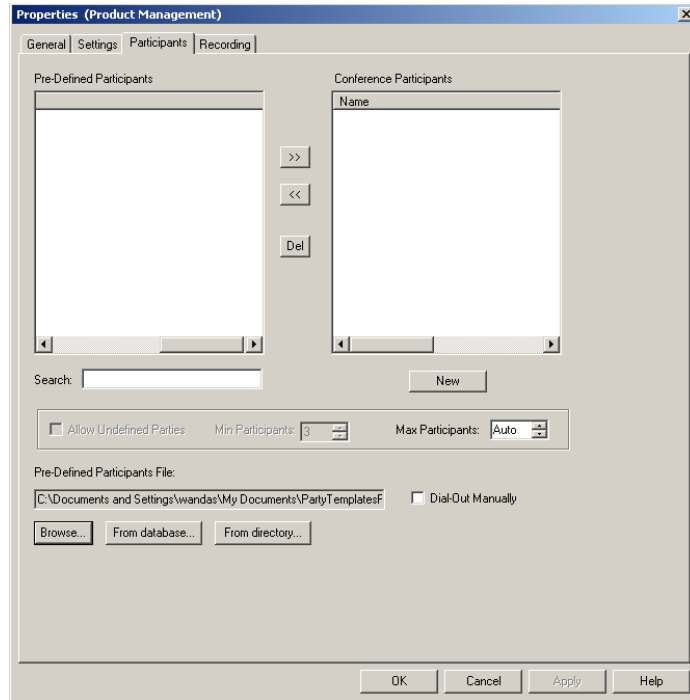 Properties (Product Management)
General Settings Participants Recording
Pre-Defined Participants
Conference Participants
Name
>>
<<
Del
Search:
New
Allow Undefined Parties Min Participants: 3 Max Participants: Auto
Pre-Defined Participants File:
C:\Documents and Settings\wandas\My Documents\PartyTemplatesF
Dial-Out Manually
Browse... From database... From directory...
OK Cancel Apply Help